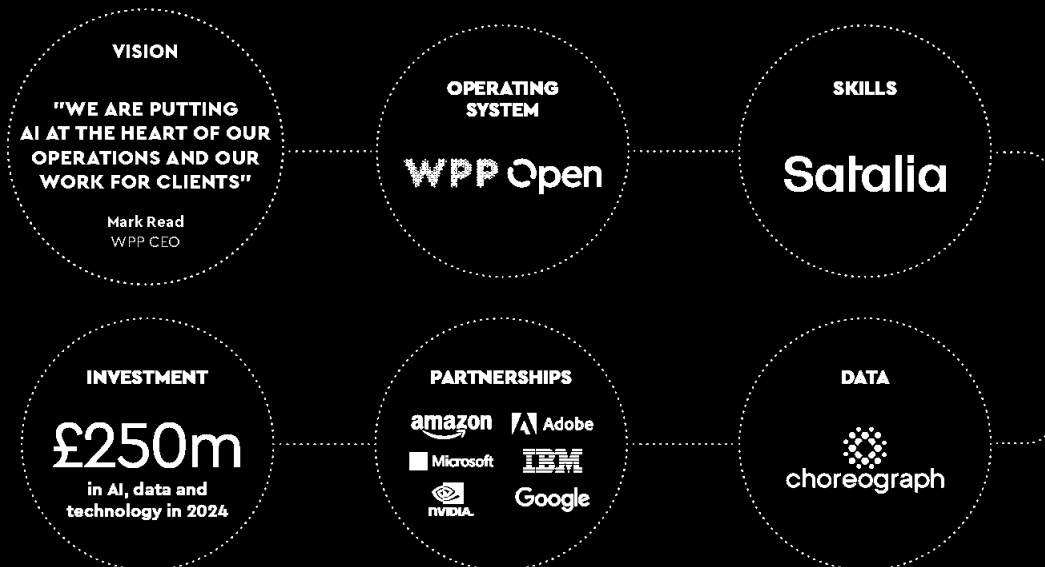 VISION
"WE ARE PUTTING
AI AT THE HEART OF OUR
OPERATIONS AND OUR
WORK FOR CLIENTS"
Mark Read
WPP CEO
OPERATING
SYSTEM
WPP Open
SKILLS
Satalia
INVESTMENT
£250m
in AI, data and
technology in 2024
PARTNERSHIPS
amazon Adobe
Microsoft IBM
NVIDIA. Google
DATA
choreograph